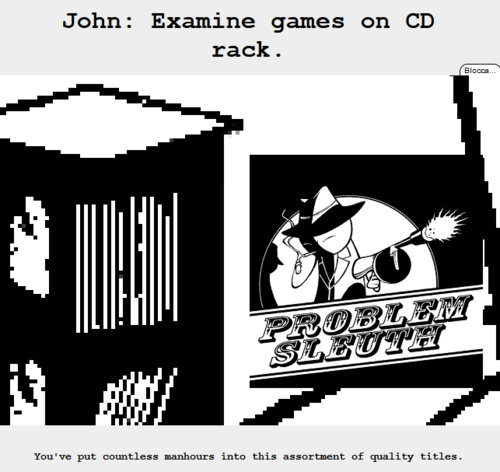 John: Examine games on CD
rack.
Blocca...
PROBLEM
SLEUTH
You've put countless manhours into this assortment of quality titles.